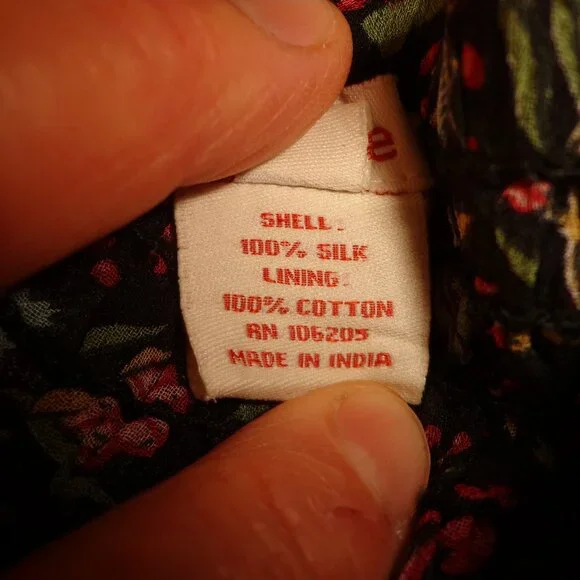 e
SHELL:
100% SILK
LINING:
100% COTTON
RN 106205
MADE IN INDIA